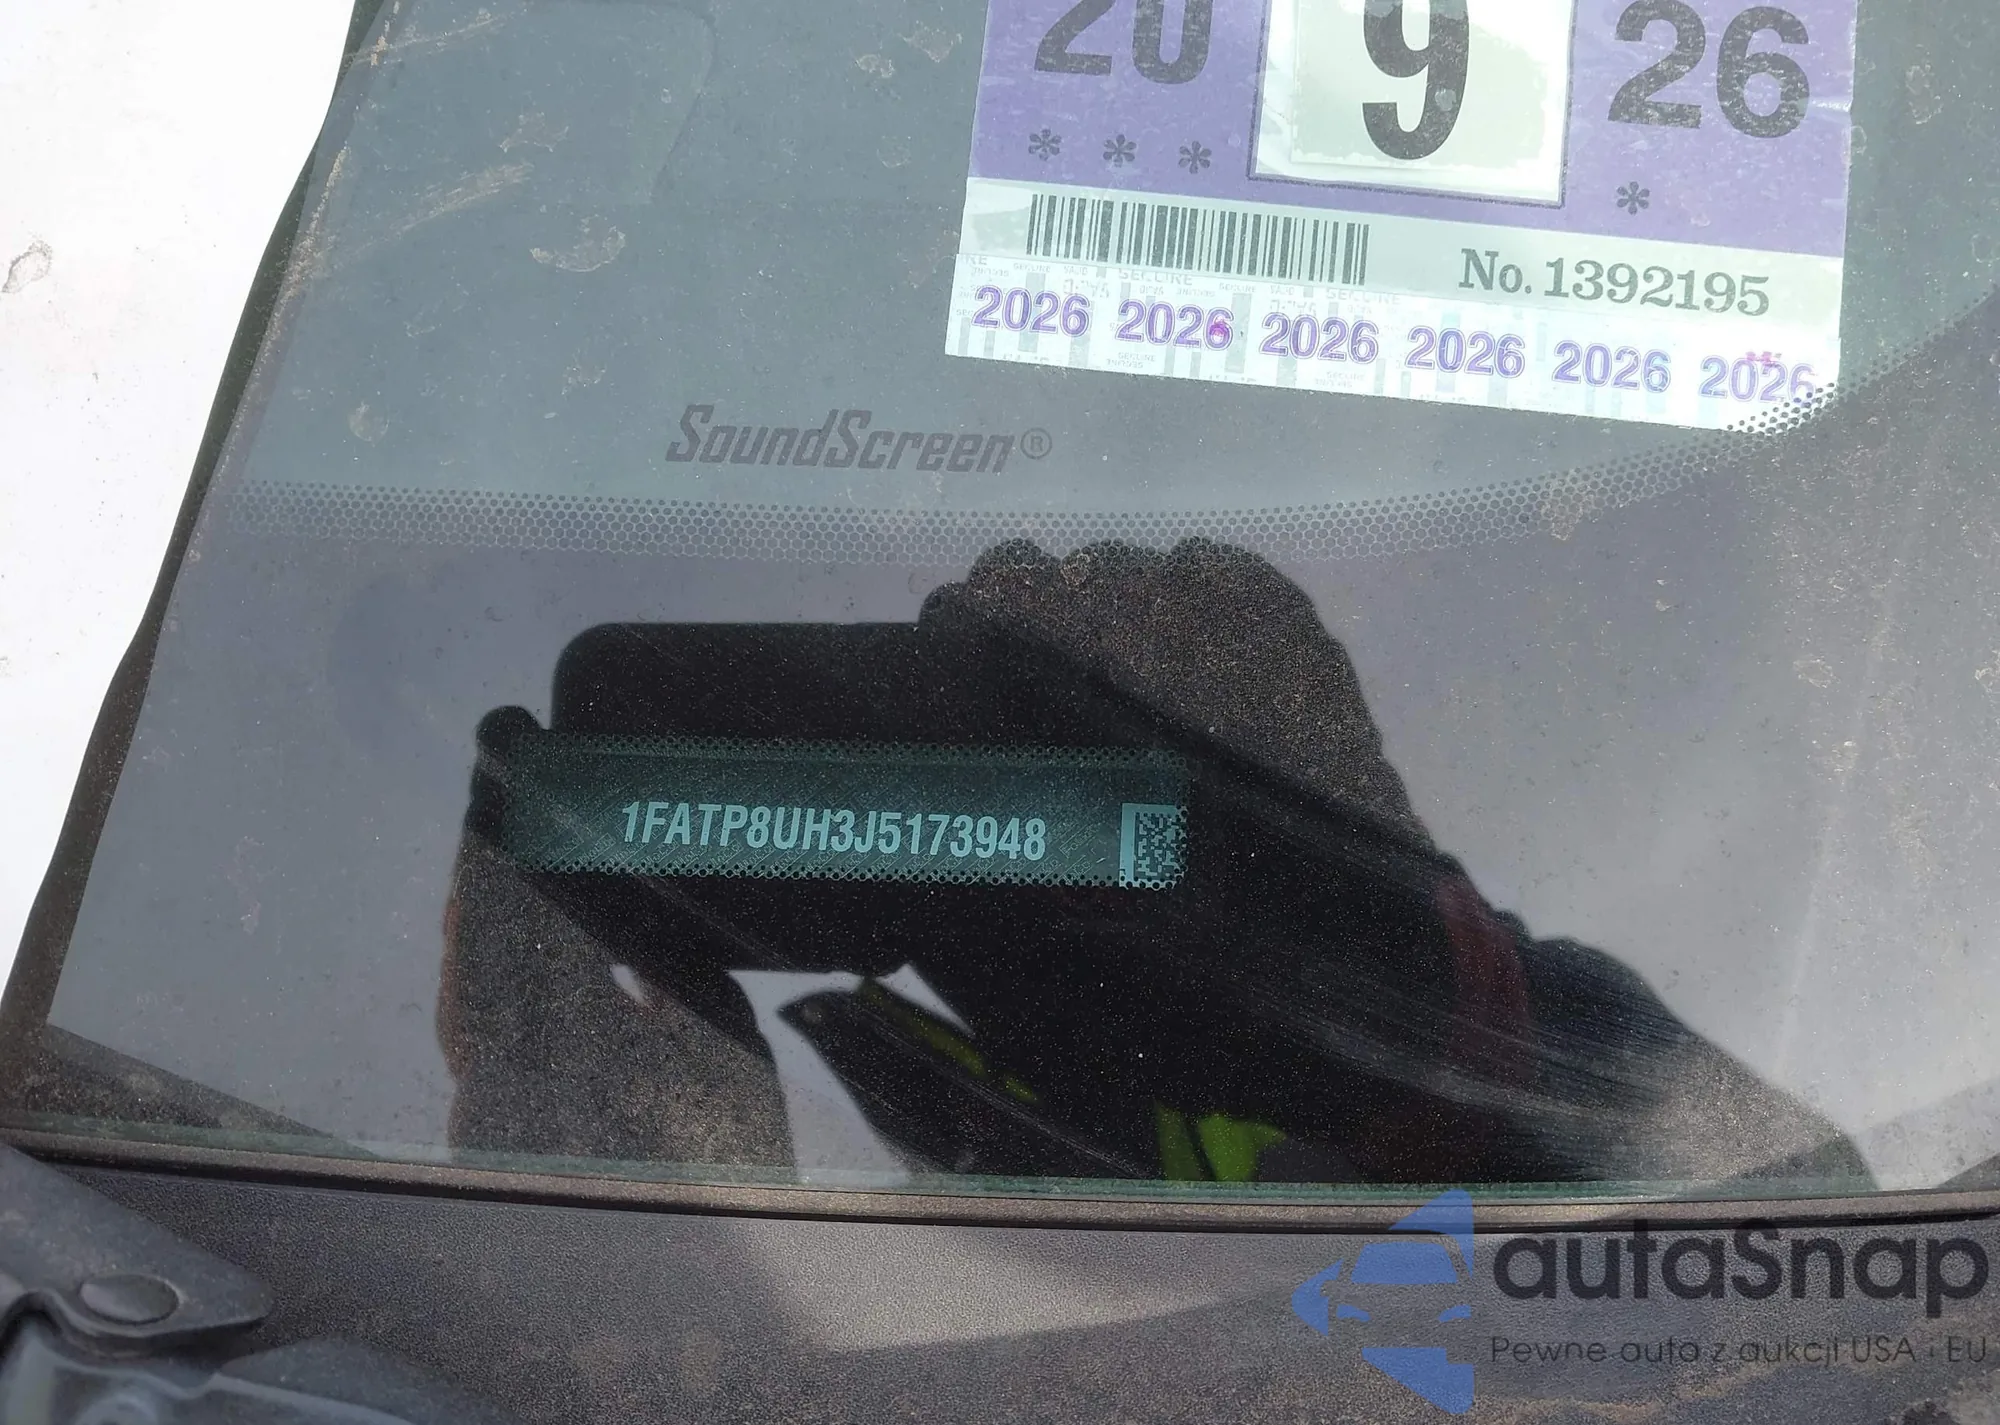 20 9 26
* * * *
No. 1392195
2026 2026 2026 2026 2026 2026
SoundScreen®
1FATP8UH3J5173948
autaSnap
Pewne auto z aukcji USA i EU